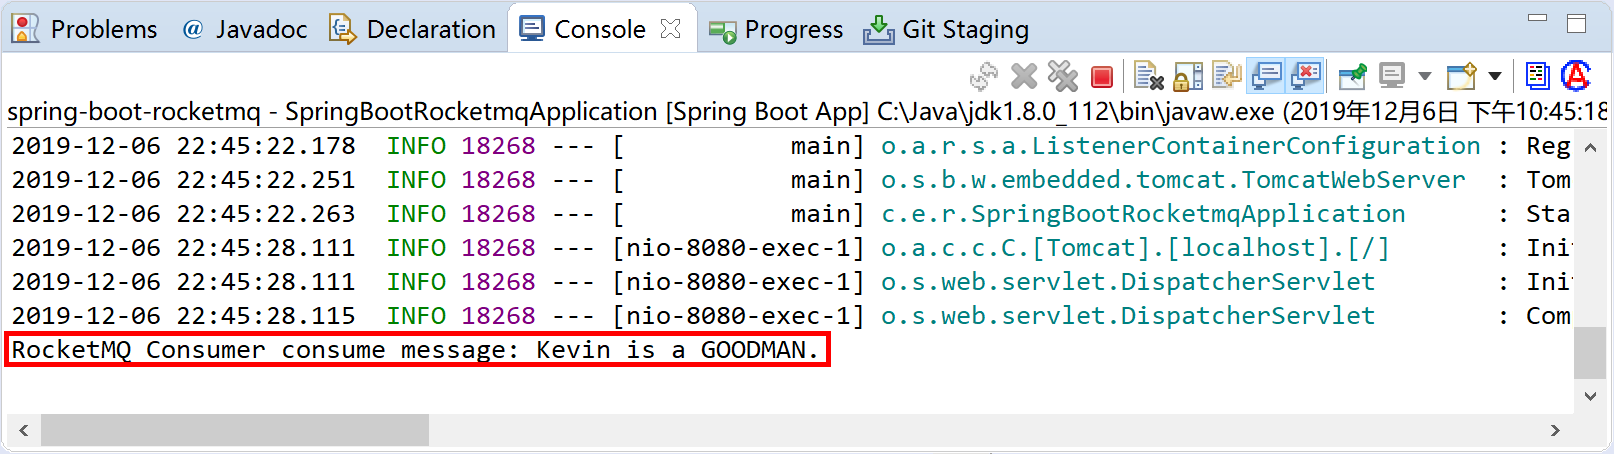 Problems @ Javadoc Declaration Console Progress Git Staging
spring-boot-rocketmq - SpringBootRocketmqApplication [Spring Boot App] C:\Java\jdk1.8.0_112\bin\javaw.exe (2019年12月6日 下午10:45:18
2019-12-06 22:45:22.178  INFO 18268 --- [           main] o.a.r.s.a.ListenerContainerConfiguration : Reg
2019-12-06 22:45:22.251  INFO 18268 --- [           main] o.s.b.w.embedded.tomcat.TomcatWebServer  : Tom
2019-12-06 22:45:22.263  INFO 18268 --- [           main] c.e.r.SpringBootRocketmqApplication      : Sta
2019-12-06 22:45:28.111  INFO 18268 --- [nio-8080-exec-1] o.a.c.c.C.[Tomcat].[localhost].[/]       : Init
2019-12-06 22:45:28.111  INFO 18268 --- [nio-8080-exec-1] o.s.web.servlet.DispatcherServlet        : Init
2019-12-06 22:45:28.115  INFO 18268 --- [nio-8080-exec-1] o.s.web.servlet.DispatcherServlet        : Com
RocketMQ Consumer consume message: Kevin is a GOODMAN.